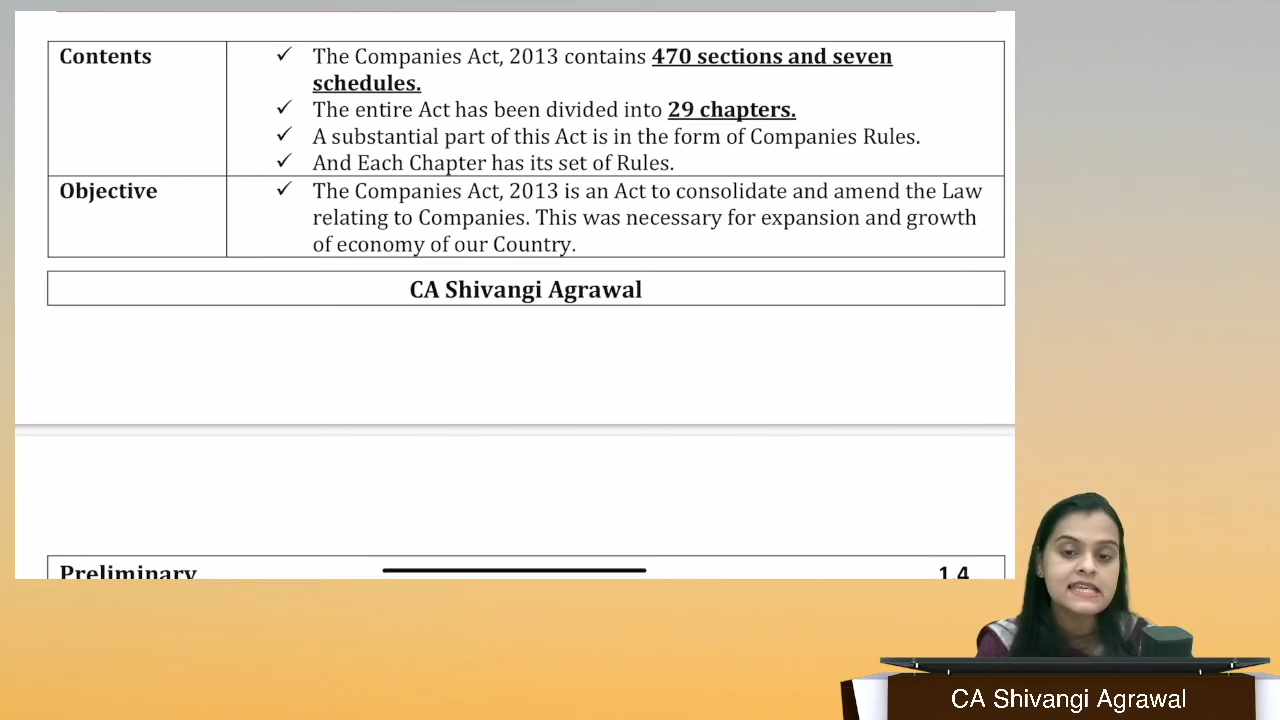 Contents
✓ The Companies Act, 2013 contains 470 sections and seven
schedules.
✓ The entire Act has been divided into 29 chapters.
✓ A substantial part of this Act is in the form of Companies Rules.
✓ And Each Chapter has its set of Rules.
Objective
✓ The Companies Act, 2013 is an Act to consolidate and amend the Law
relating to Companies. This was necessary for expansion and growth
of economy of our Country.
CA Shivangi Agrawal
Preliminary 1.4
CA Shivangi Agrawal